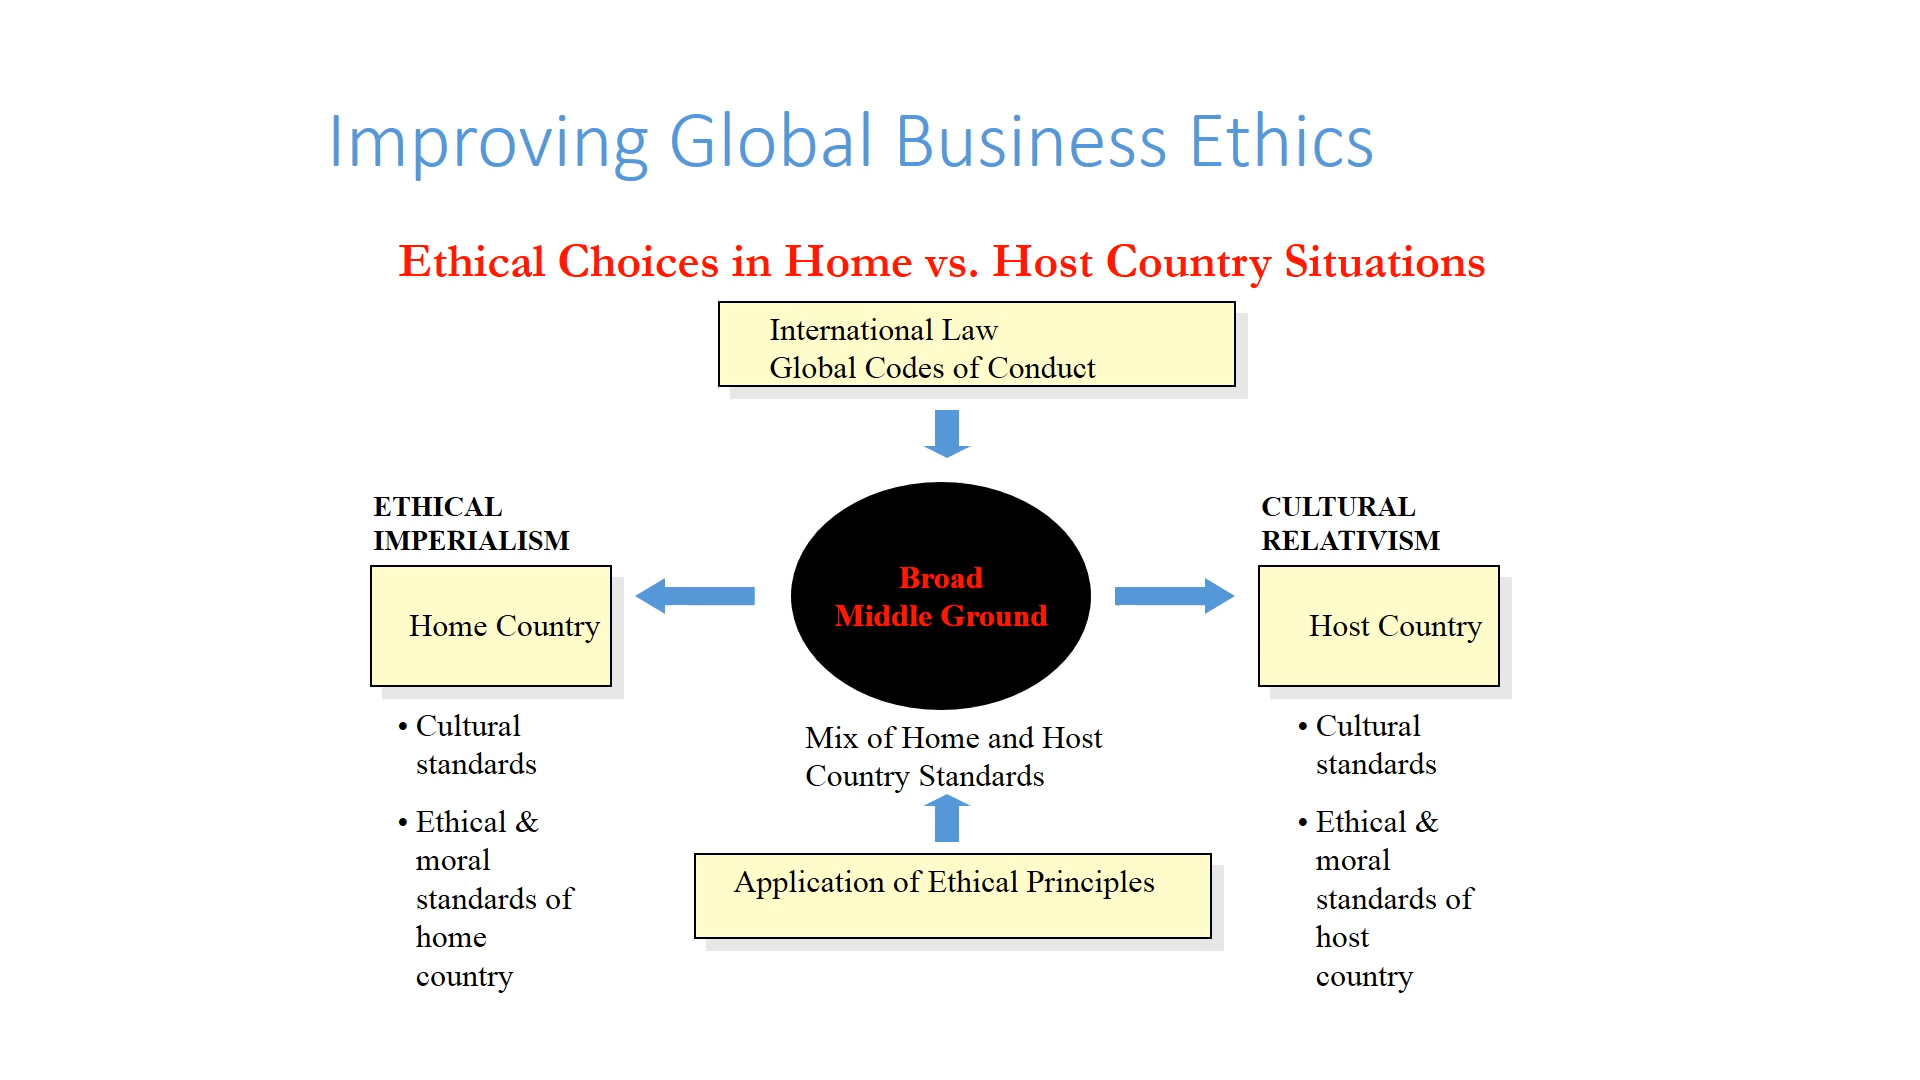 Improving Global Business Ethics
Ethical Choices in Home vs. Host Country Situations
International Law
Global Codes of Conduct
ETHICAL
IMPERIALISM
Home Country
• Cultural
standards
• Ethical &
moral
standards of
home
country
Broad
Middle Ground
Mix of Home and Host
Country Standards
Application of Ethical Principles
CULTURAL
RELATIVISM
Host Country
• Cultural
standards
• Ethical &
moral
standards of
host
country